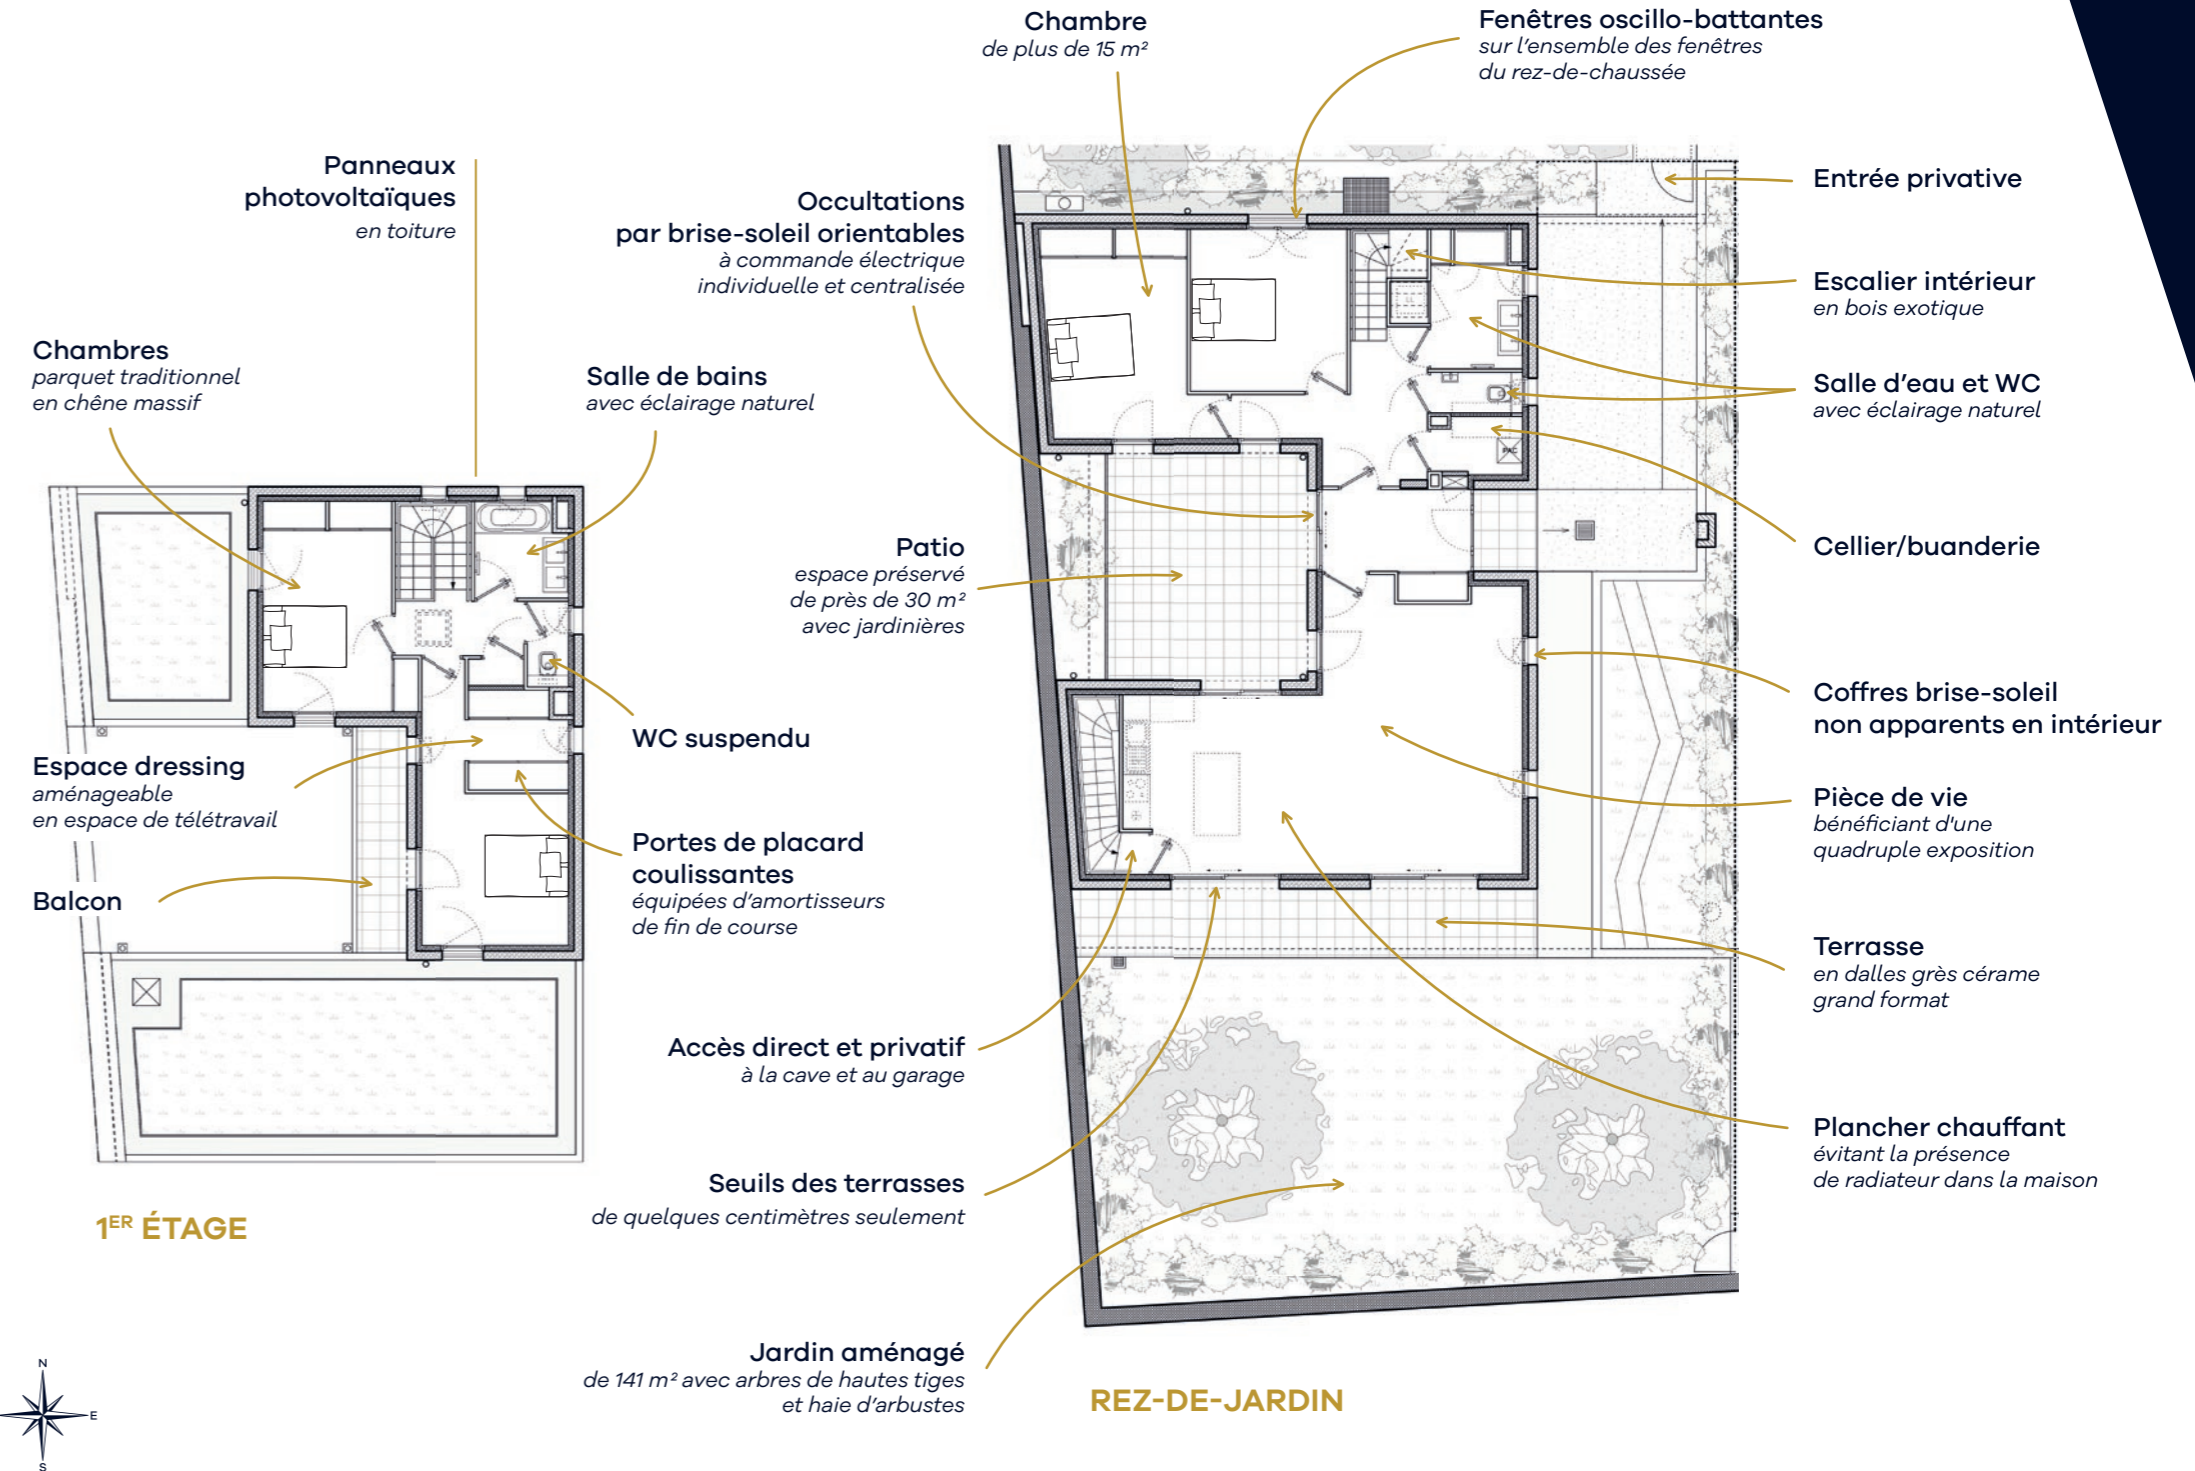 Chambre
de plus de 15 m²
Fenêtres oscillo-battantes
sur l'ensemble des fenêtres
du rez-de-chaussée
Panneaux
photovoltaïques
en toiture
Occultations
par brise-soleil orientables
à commande électrique
individuelle et centralisée
Entrée privative
Escalier intérieur
en bois exotique
Chambres
parquet traditionnel
en chêne massif
Salle de bains
avec éclairage naturel
Salle d'eau et WC
avec éclairage naturel
LL
PAC
Patio
espace préservé
de près de 30 m²
avec jardinières
Cellier/buanderie
Coffres brise-soleil
non apparents en intérieur
WC suspendu
Espace dressing
aménageable
en espace de télétravail
Pièce de vie
bénéficiant d'une
quadruple exposition
Portes de placard
coulissantes
équipées d'amortisseurs
de fin de course
Balcon
Terrasse
en dalles grès cérame
grand format
Accès direct et privatif
à la cave et au garage
Plancher chauffant
évitant la présence
de radiateur dans la maison
Seuils des terrasses
de quelques centimètres seulement
1ER ÉTAGE
Jardin aménagé
de 141 m² avec arbres de hautes tiges
et haie d'arbustes
REZ-DE-JARDIN
N
E
S